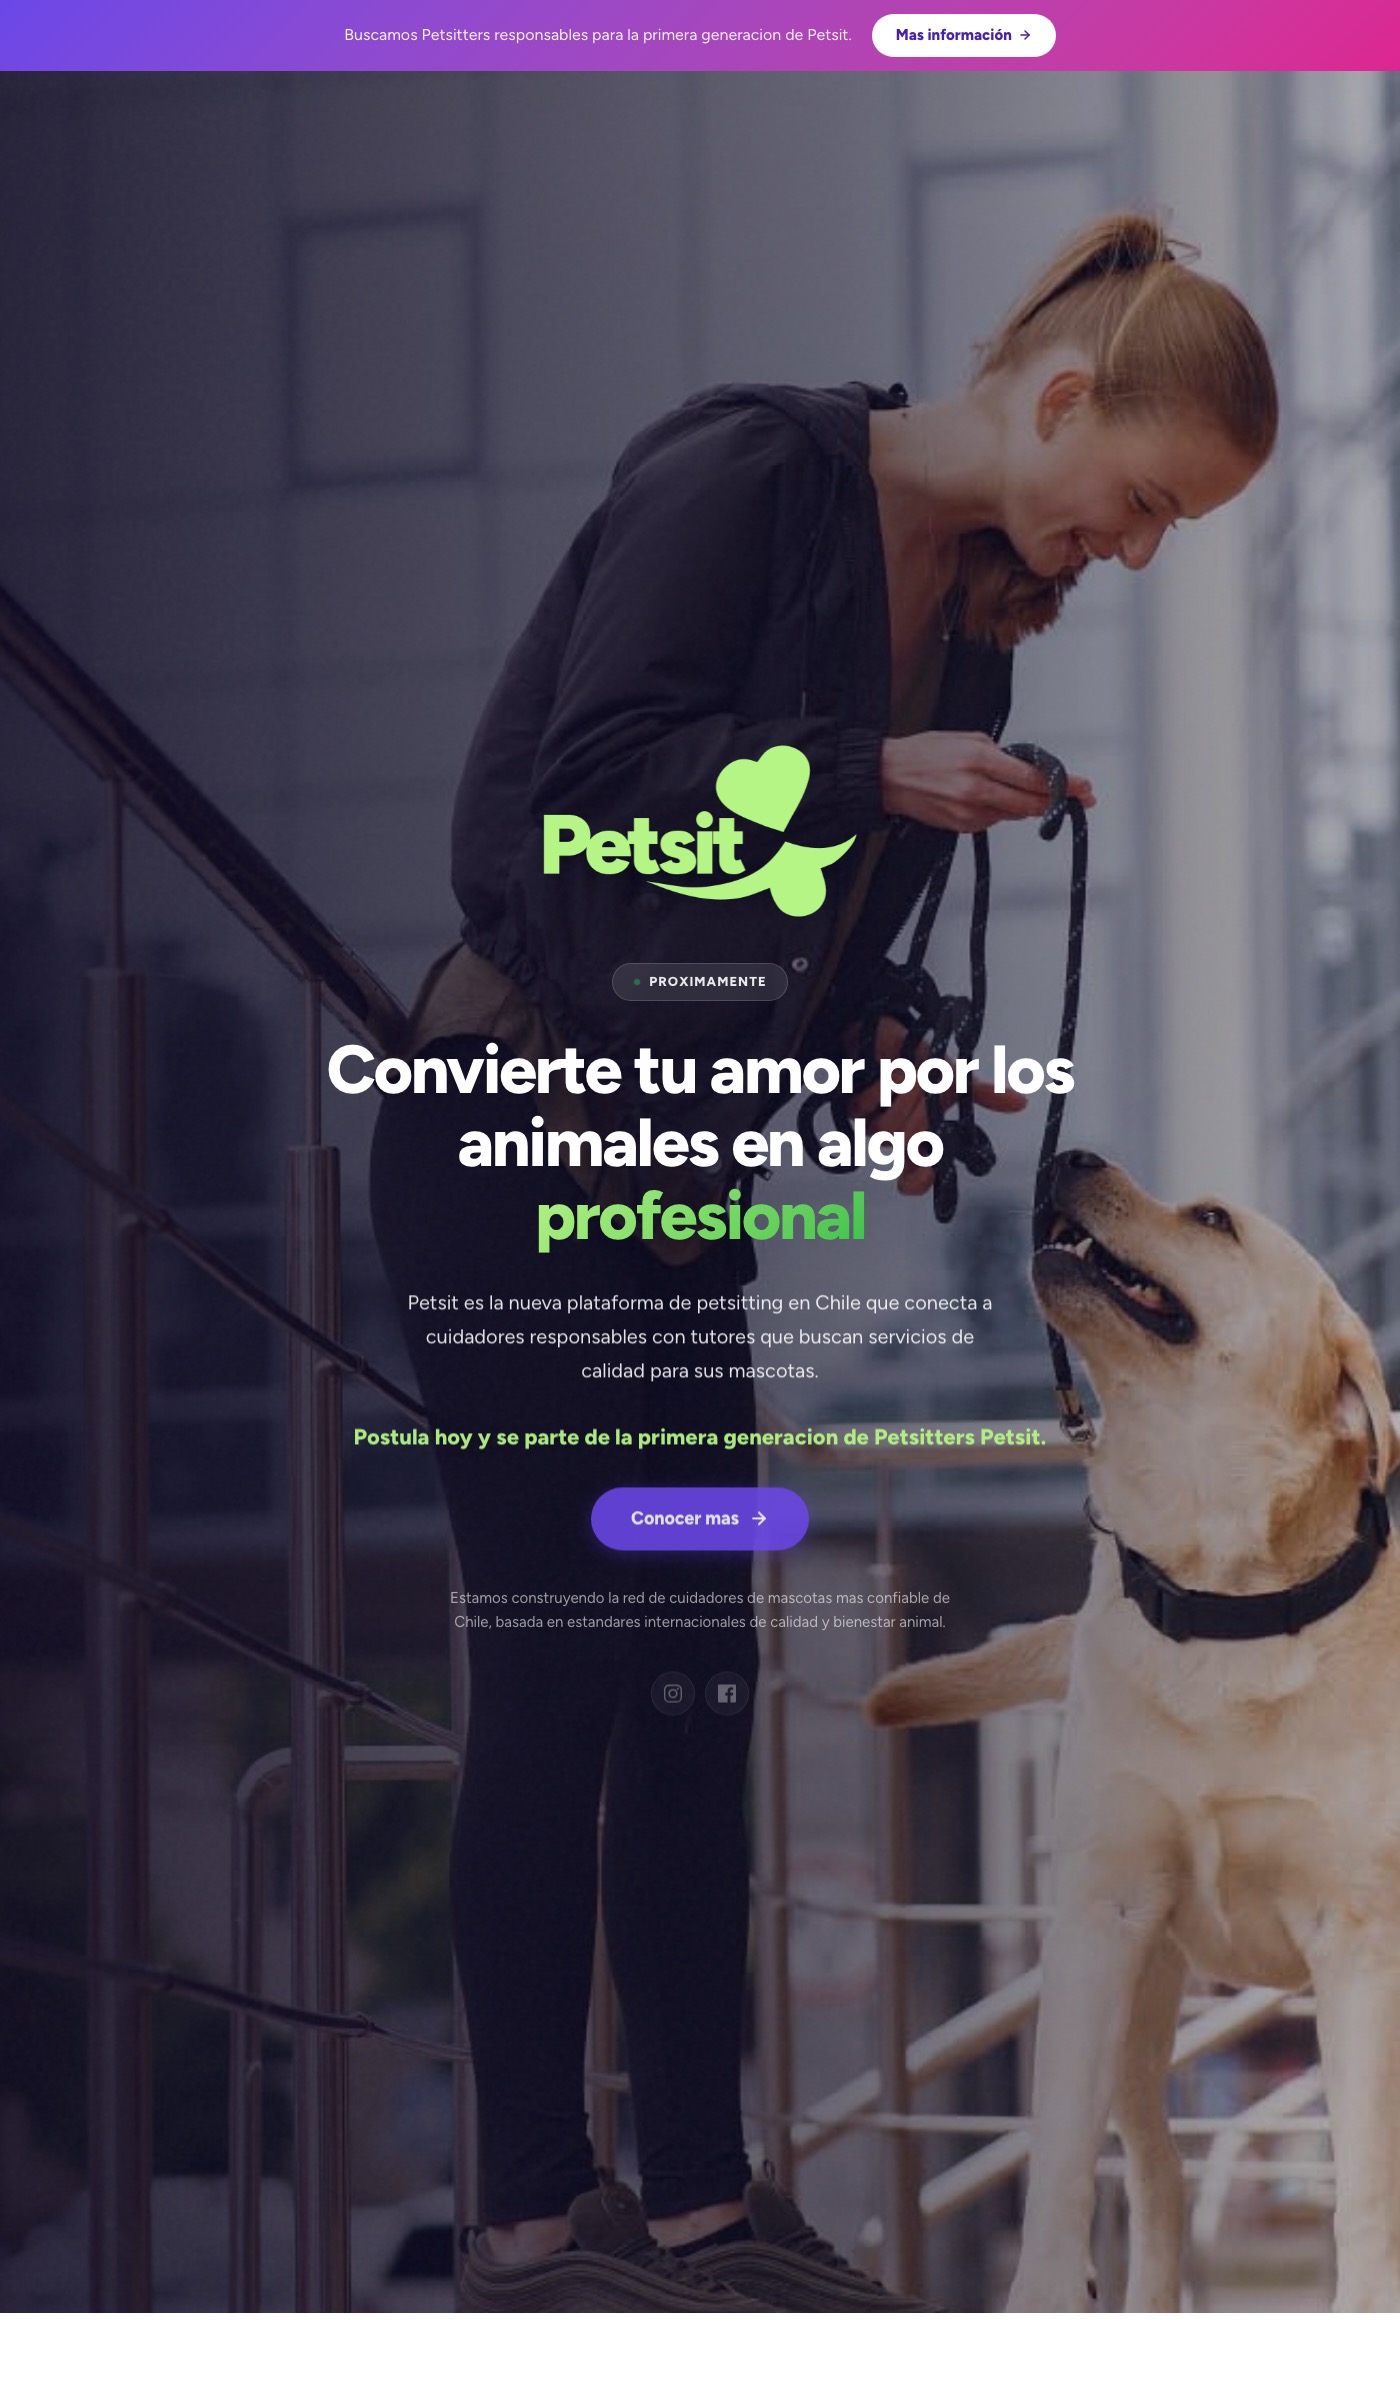 Buscamos Petsitters responsables para la primera generacion de Petsit.
Mas información →
Petsit
PROXIMAMENTE
Convierte tu amor por los
animales en algo
profesional
Petsit es la nueva plataforma de petsitting en Chile que conecta a
cuidadores responsables con tutores que buscan servicios de
calidad para sus mascotas.
Postula hoy y se parte de la primera generacion de Petsitters Petsit.
Conocer mas →
Estamos construyendo la red de cuidadores de mascotas mas confiable de
Chile, basada en estandares internacionales de calidad y bienestar animal.